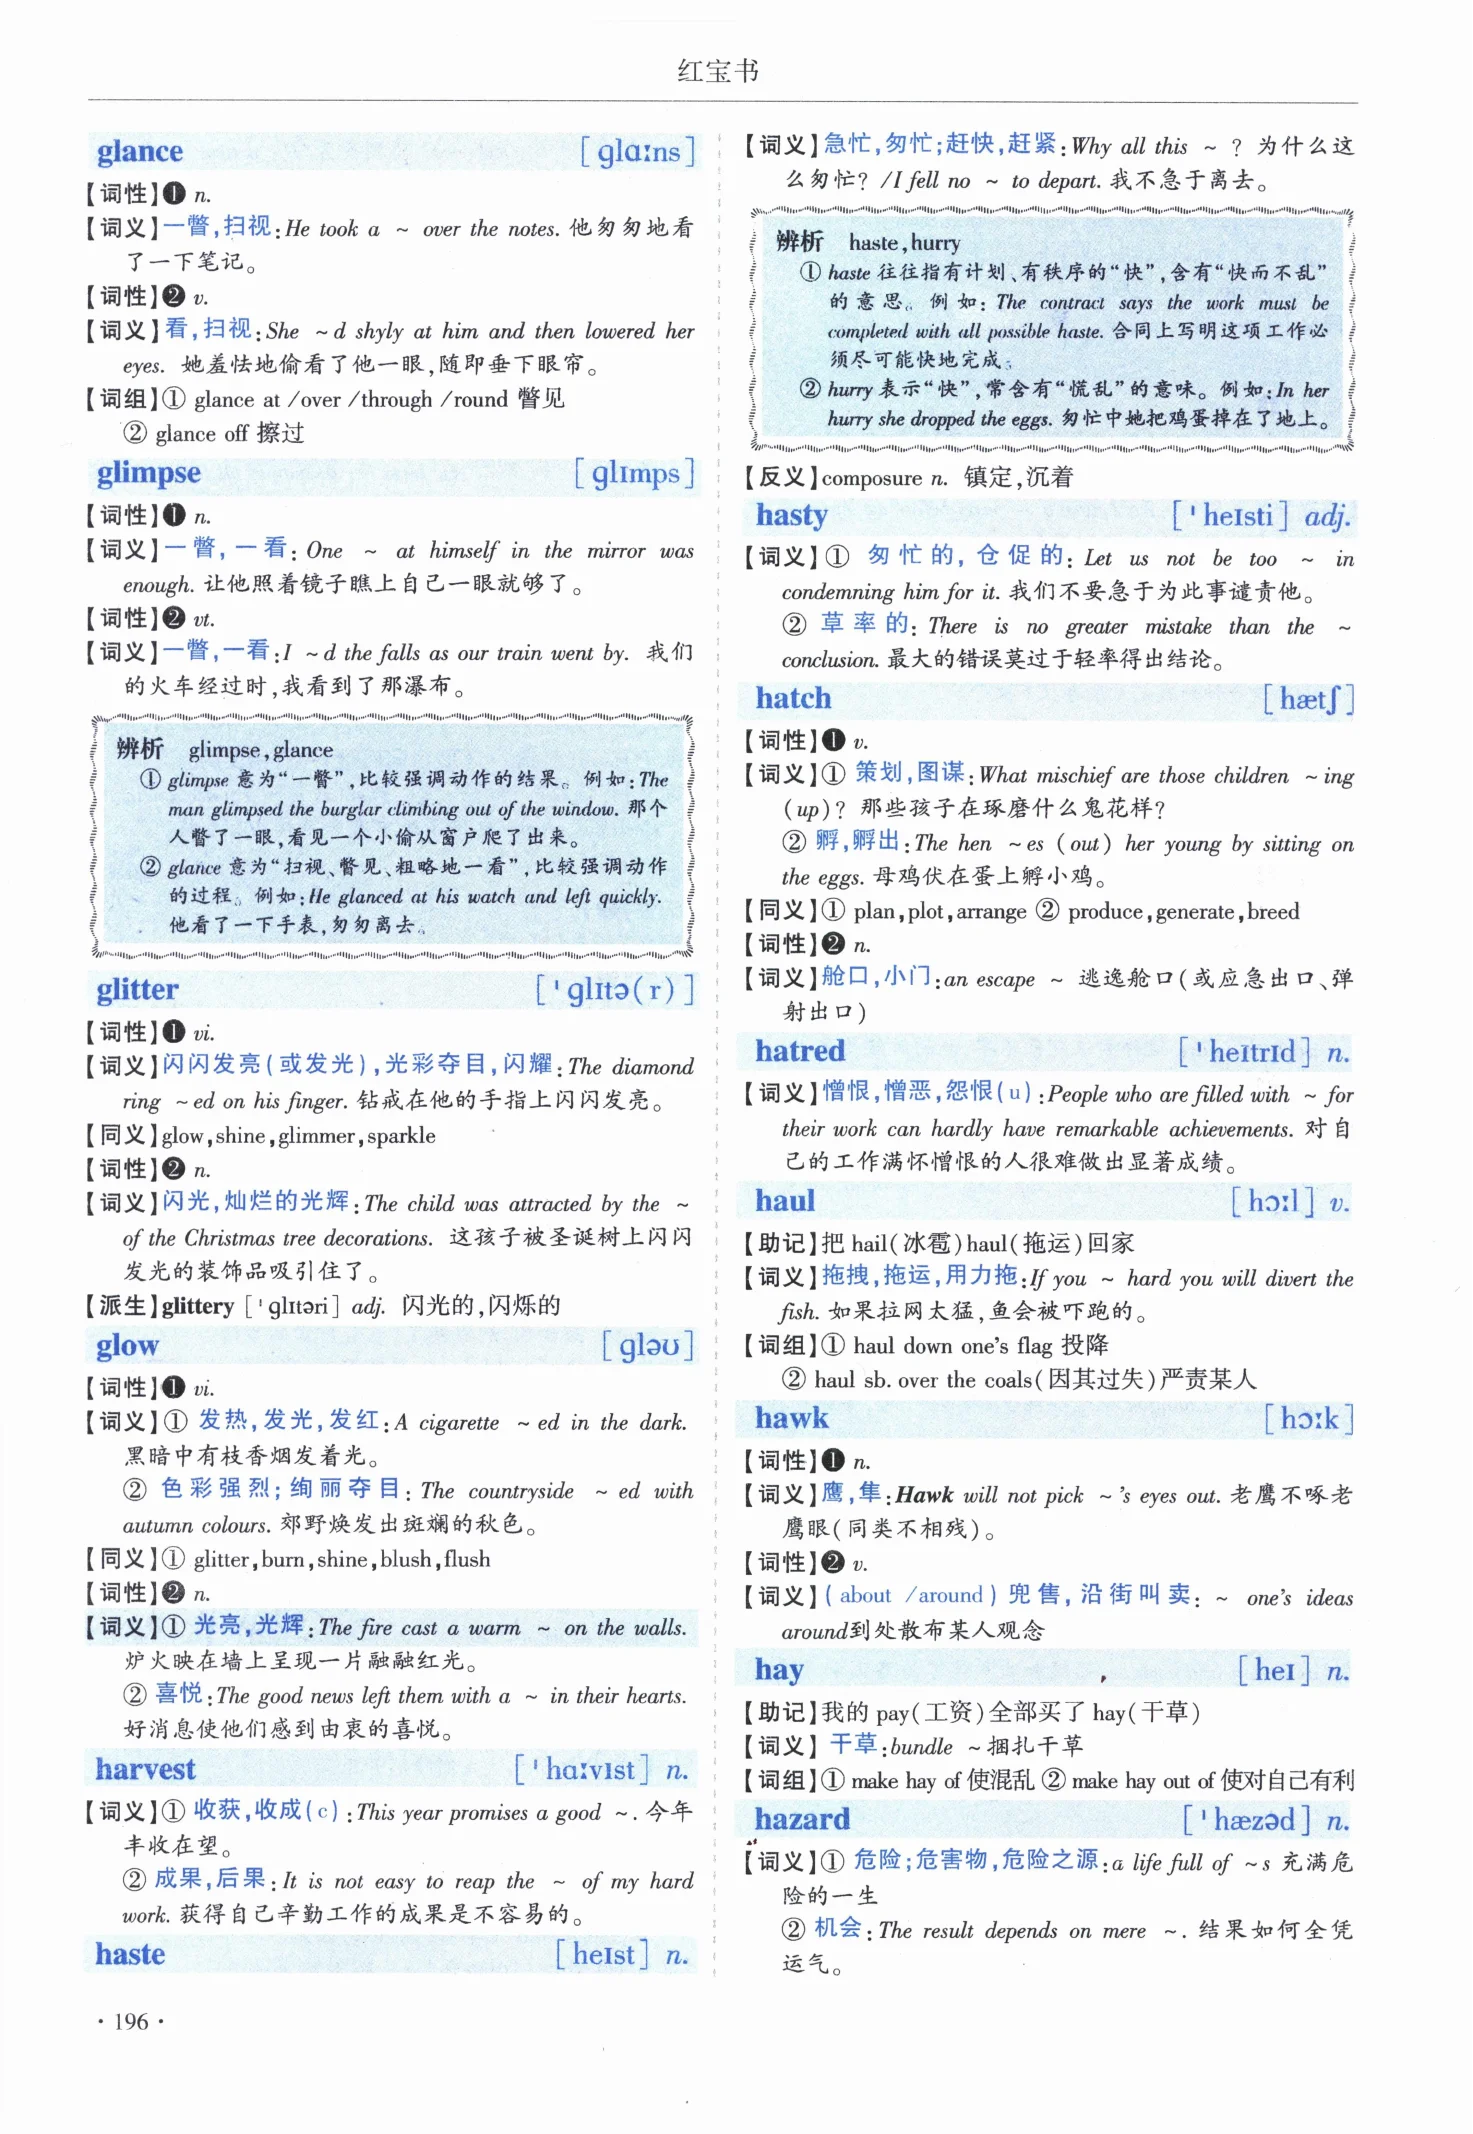 红宝书
glance [glɑːns]
【词性】❶ n.
【词义】一瞥,扫视:He took a ~ over the notes. 他匆匆地看
了一下笔记。
【词性】❷ v.
【词义】看,扫视:She ~d shyly at him and then lowered her
eyes. 她羞怯地偷看了他一眼,随即垂下眼帘。
【词组】① glance at /over /through /round 瞥见
② glance off 擦过
glimpse [glɪmps]
【词性】❶ n.
【词义】一瞥,一看: One ~ at himself in the mirror was
enough. 让他照着镜子瞧上自己一眼就够了。
【词性】❷ vt.
【词义】一瞥,一看:I ~d the falls as our train went by. 我们
的火车经过时,我看到了那瀑布。
辨析 glimpse,glance
① glimpse 意为“一瞥”,比较强调动作的结果。例如:The
man glimpsed the burglar climbing out of the window. 那个
人瞥了一眼,看见一个小偷从窗户爬了出来。
② glance 意为“扫视、瞥见、粗略地一看”,比较强调动作
的过程。例如:He glanced at his watch and left quickly.
他看了一下手表,匆匆离去。
glitter [ˈglɪtə(r)]
【词性】❶ vi.
【词义】闪闪发亮(或发光),光彩夺目,闪耀:The diamond
ring ~ed on his finger. 钻戒在他的手指上闪闪发亮。
【同义】glow,shine,glimmer,sparkle
【词性】❷ n.
【词义】闪光,灿烂的光辉:The child was attracted by the ~
of the Christmas tree decorations. 这孩子被圣诞树上闪闪
发光的装饰品吸引住了。
【派生】glittery [ˈglɪtəri] adj. 闪光的,闪烁的
glow [gləʊ]
【词性】❶ vi.
【词义】① 发热,发光,发红:A cigarette ~ed in the dark.
黑暗中有枝香烟发着光。
② 色彩强烈;绚丽夺目: The countryside ~ ed with
autumn colours. 郊野焕发出斑斓的秋色。
【同义】① glitter,burn,shine,blush,flush
【词性】❷ n.
【词义】① 光亮,光辉:The fire cast a warm ~ on the walls.
炉火映在墙上呈现一片融融红光。
② 喜悦:The good news left them with a ~ in their hearts.
好消息使他们感到由衷的喜悦。
harvest [ˈhɑːvɪst] n.
【词义】① 收获,收成(c):This year promises a good ~. 今年
丰收在望。
② 成果,后果:It is not easy to reap the ~ of my hard
work. 获得自己辛勤工作的成果是不容易的。
haste [heɪst] n.
【词义】急忙,匆忙;赶快,赶紧:Why all this ~ ? 为什么这
么匆忙? /I fell no ~ to depart. 我不急于离去。
辨析 haste,hurry
① haste 往往指有计划、有秩序的“快”,含有“快而不乱”
的意思。例如: The contract says the work must be
completed with all possible haste. 合同上写明这项工作必
须尽可能快地完成;
② hurry 表示“快”,常含有“慌乱”的意味。例如:In her
hurry she dropped the eggs. 匆忙中她把鸡蛋掉在了地上。
【反义】composure n. 镇定,沉着
hasty [ˈheɪsti] adj.
【词义】① 匆忙的,仓促的: Let us not be too ~ in
condemning him for it. 我们不要急于为此事谴责他。
② 草率的: There is no greater mistake than the ~
conclusion. 最大的错误莫过于轻率得出结论。
hatch [hætʃ]
【词性】❶ v.
【词义】① 策划,图谋:What mischief are those children ~ing
(up)? 那些孩子在琢磨什么鬼花样?
② 孵,孵出:The hen ~es (out) her young by sitting on
the eggs. 母鸡伏在蛋上孵小鸡。
【同义】① plan,plot,arrange ② produce,generate,breed
【词性】❷ n.
【词义】舱口,小门:an escape ~ 逃逸舱口(或应急出口、弹
射出口)
hatred [ˈheɪtrɪd] n.
【词义】憎恨,憎恶,怨恨(u):People who are filled with ~ for
their work can hardly have remarkable achievements. 对自
己的工作满怀憎恨的人很难做出显著成绩。
haul [hɔːl] v.
【助记】把 hail(冰雹)haul(拖运)回家
【词义】拖拽,拖运,用力拖:If you ~ hard you will divert the
fish. 如果拉网太猛,鱼会被吓跑的。
【词组】① haul down one's flag 投降
② haul sb. over the coals(因其过失)严责某人
hawk [hɔːk]
【词性】❶ n.
【词义】鹰,隼:Hawk will not pick ~'s eyes out. 老鹰不啄老
鹰眼(同类不相残)。
【词性】❷ v.
【词义】(about /around) 兜售,沿街叫卖: ~ one's ideas
around到处散布某人观念
hay [heɪ] n.
【助记】我的 pay(工资)全部买了 hay(干草)
【词义】 干草:bundle ~捆扎干草
【词组】① make hay of 使混乱 ② make hay out of 使对自己有利
hazard [ˈhæzəd] n.
【词义】① 危险;危害物,危险之源:a life full of ~s 充满危
险的一生
② 机会:The result depends on mere ~. 结果如何全凭
运气。
· 196 ·